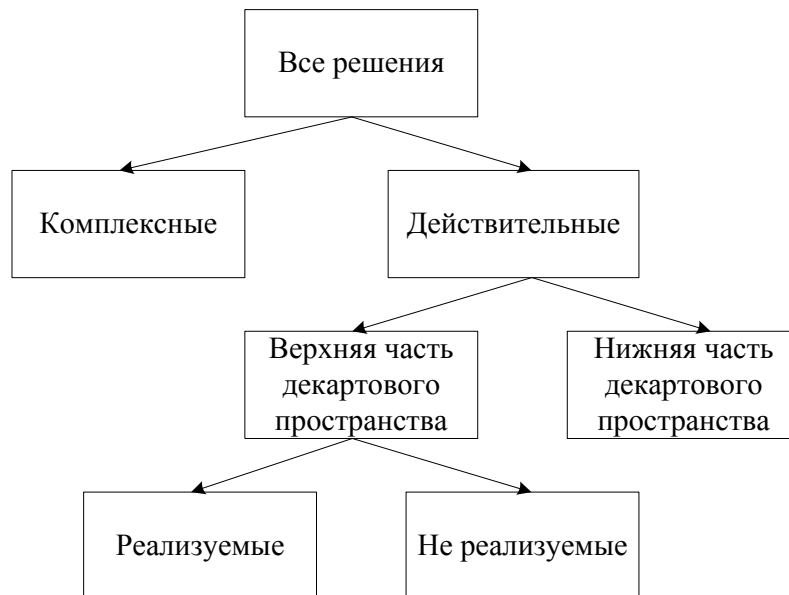 Все решения
Комплексные
Действительные
Верхняя часть
декартового
пространства
Нижняя часть
декартового
пространства
Реализуемые
Не реализуемые